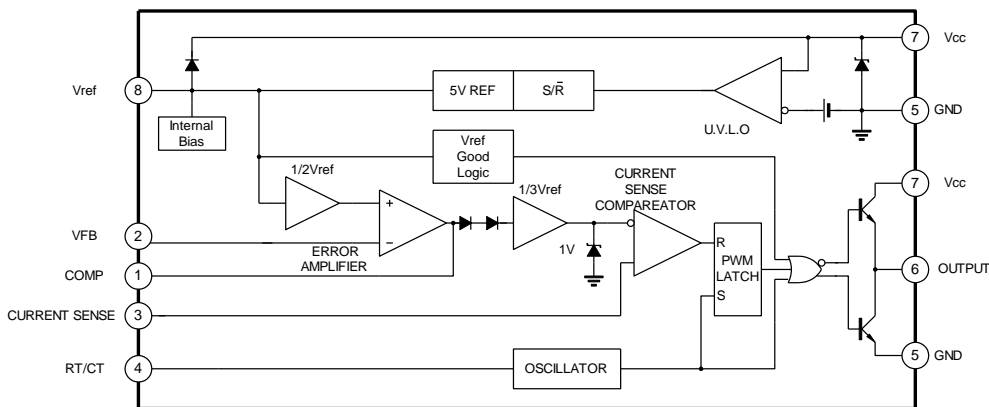 7
Vcc
Vref
8
5V REF
S/R̅
Internal
Bias
U.V.L.O
5
GND
Vref
Good
Logic
1/2Vref
1/3Vref
CURRENT
SENSE
COMPAREATOR
7
Vcc
+
−
VFB
2
ERROR
AMPLIFIER
1V
R
PWM
LATCH
S
6
OUTPUT
COMP
1
CURRENT SENSE
3
5
GND
RT/CT
4
OSCILLATOR